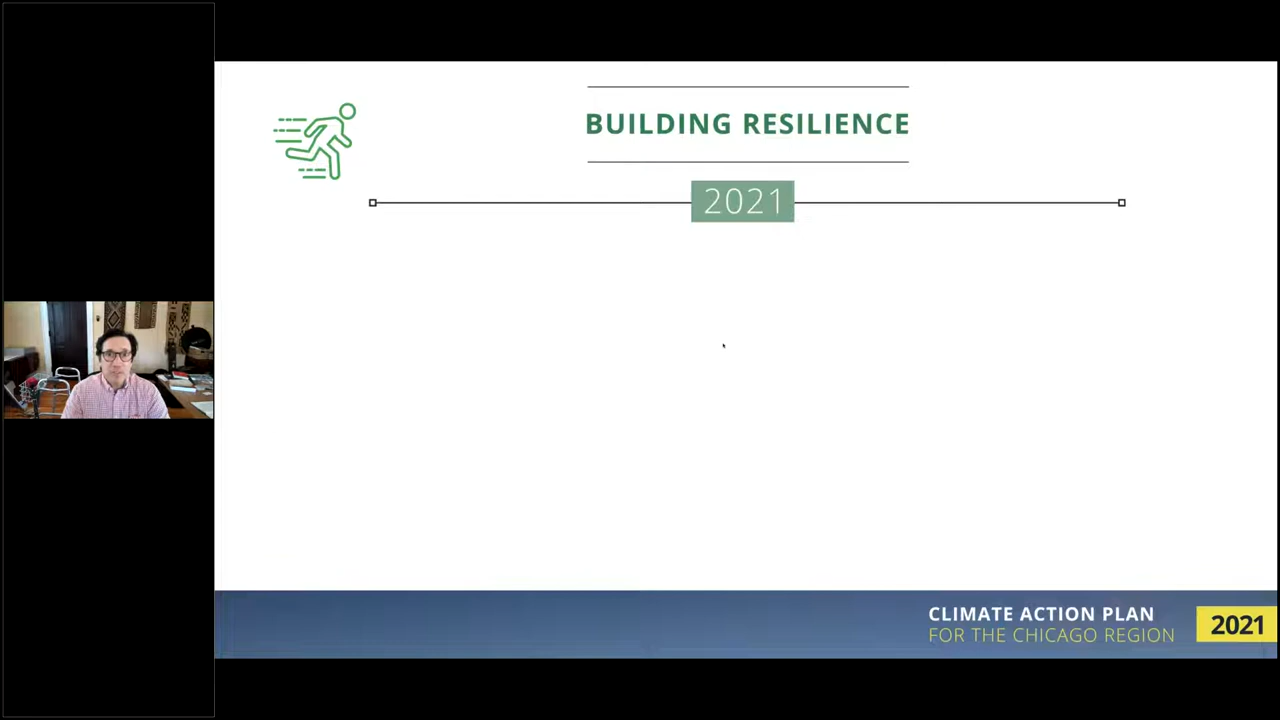 BUILDING RESILIENCE
2021
CLIMATE ACTION PLAN
FOR THE CHICAGO REGION
2021